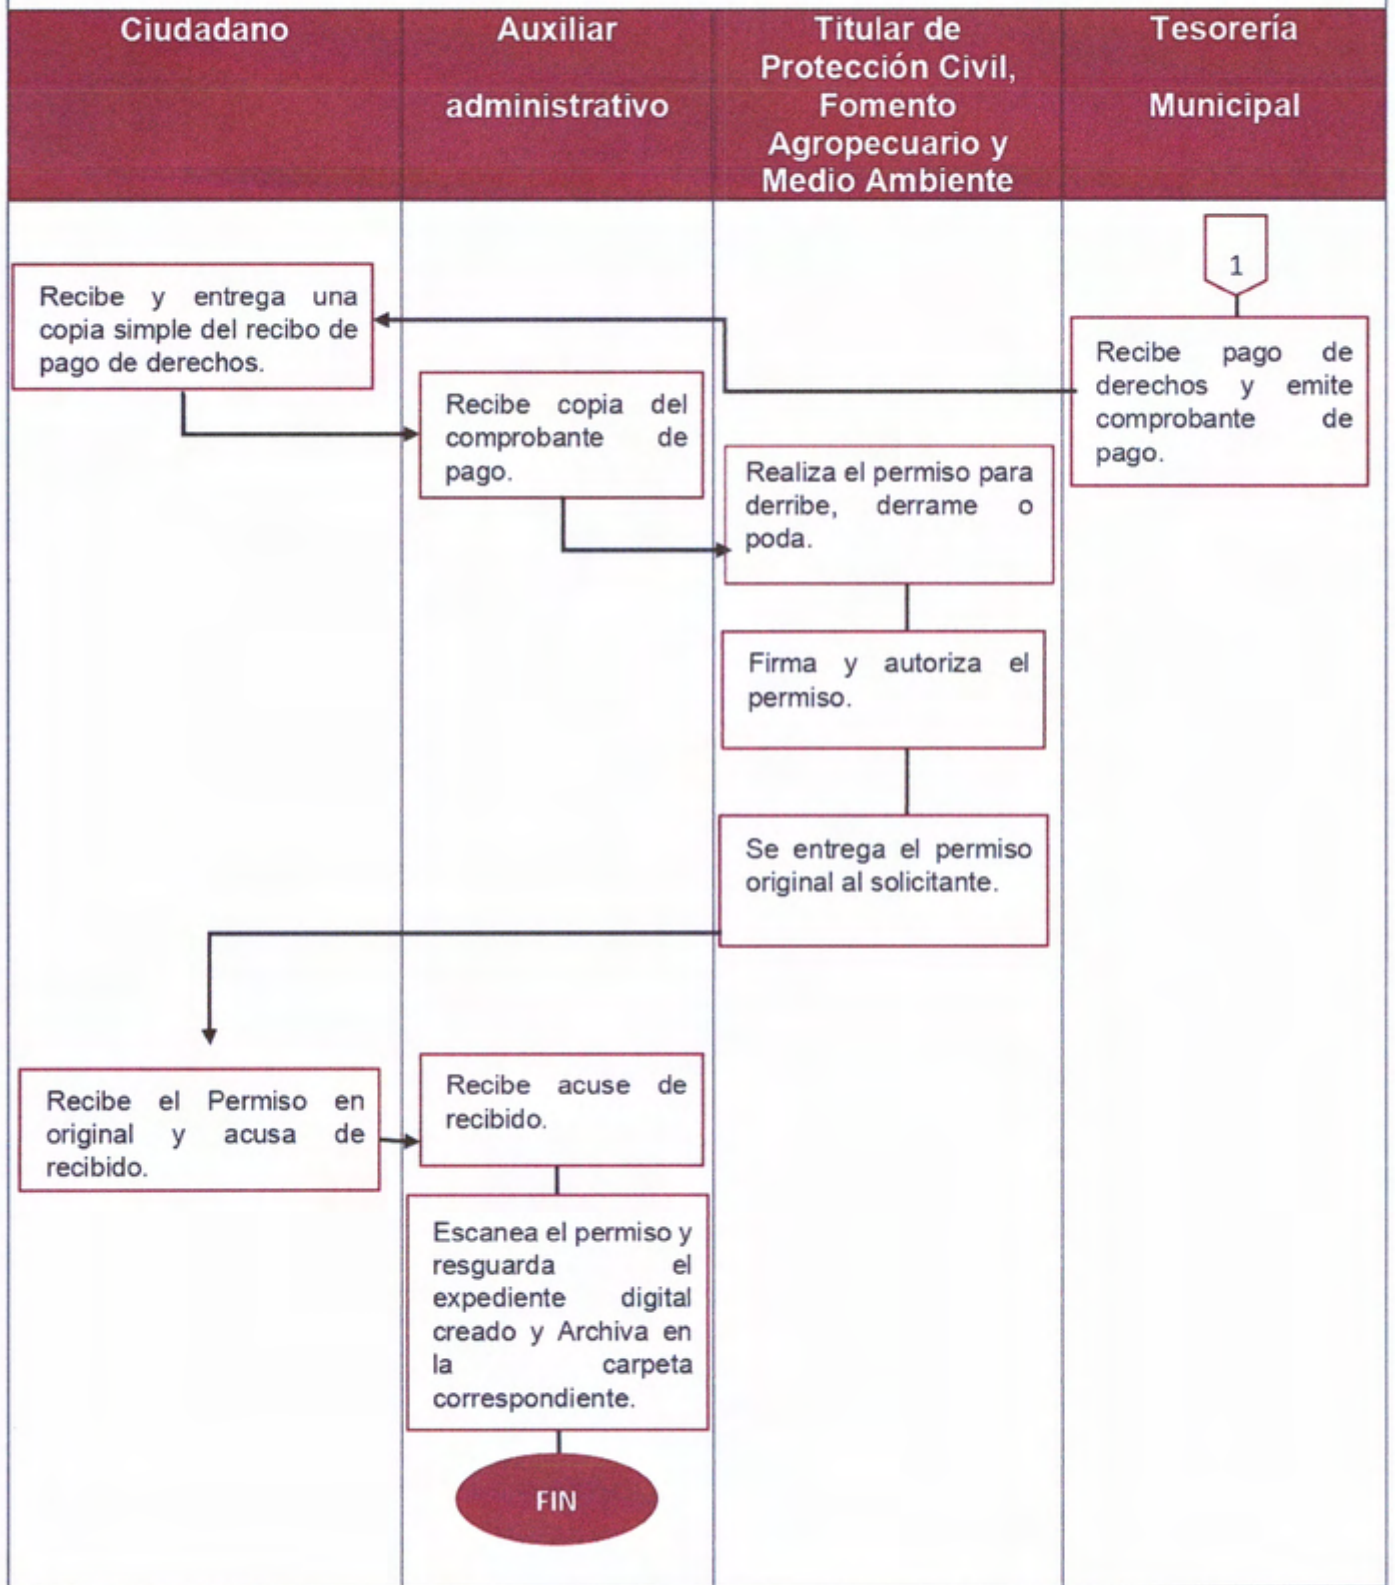 Ciudadano
Auxiliar
administrativo
Titular de
Protección Civil,
Fomento
Agropecuario y
Medio Ambiente
Tesorería
Municipal
1
Recibe y entrega una
copia simple del recibo de
pago de derechos.
Recibe pago de
derechos y emite
comprobante de
pago.
Recibe copia del
comprobante de
pago.
Realiza el permiso para
derribe, derrame o
poda.
Firma y autoriza el
permiso.
Se entrega el permiso
original al solicitante.
Recibe el Permiso en
original y acusa de
recibido.
Recibe acuse de
recibido.
Escanea el permiso y
resguarda el
expediente digital
creado y Archiva en
la carpeta
correspondiente.
FIN